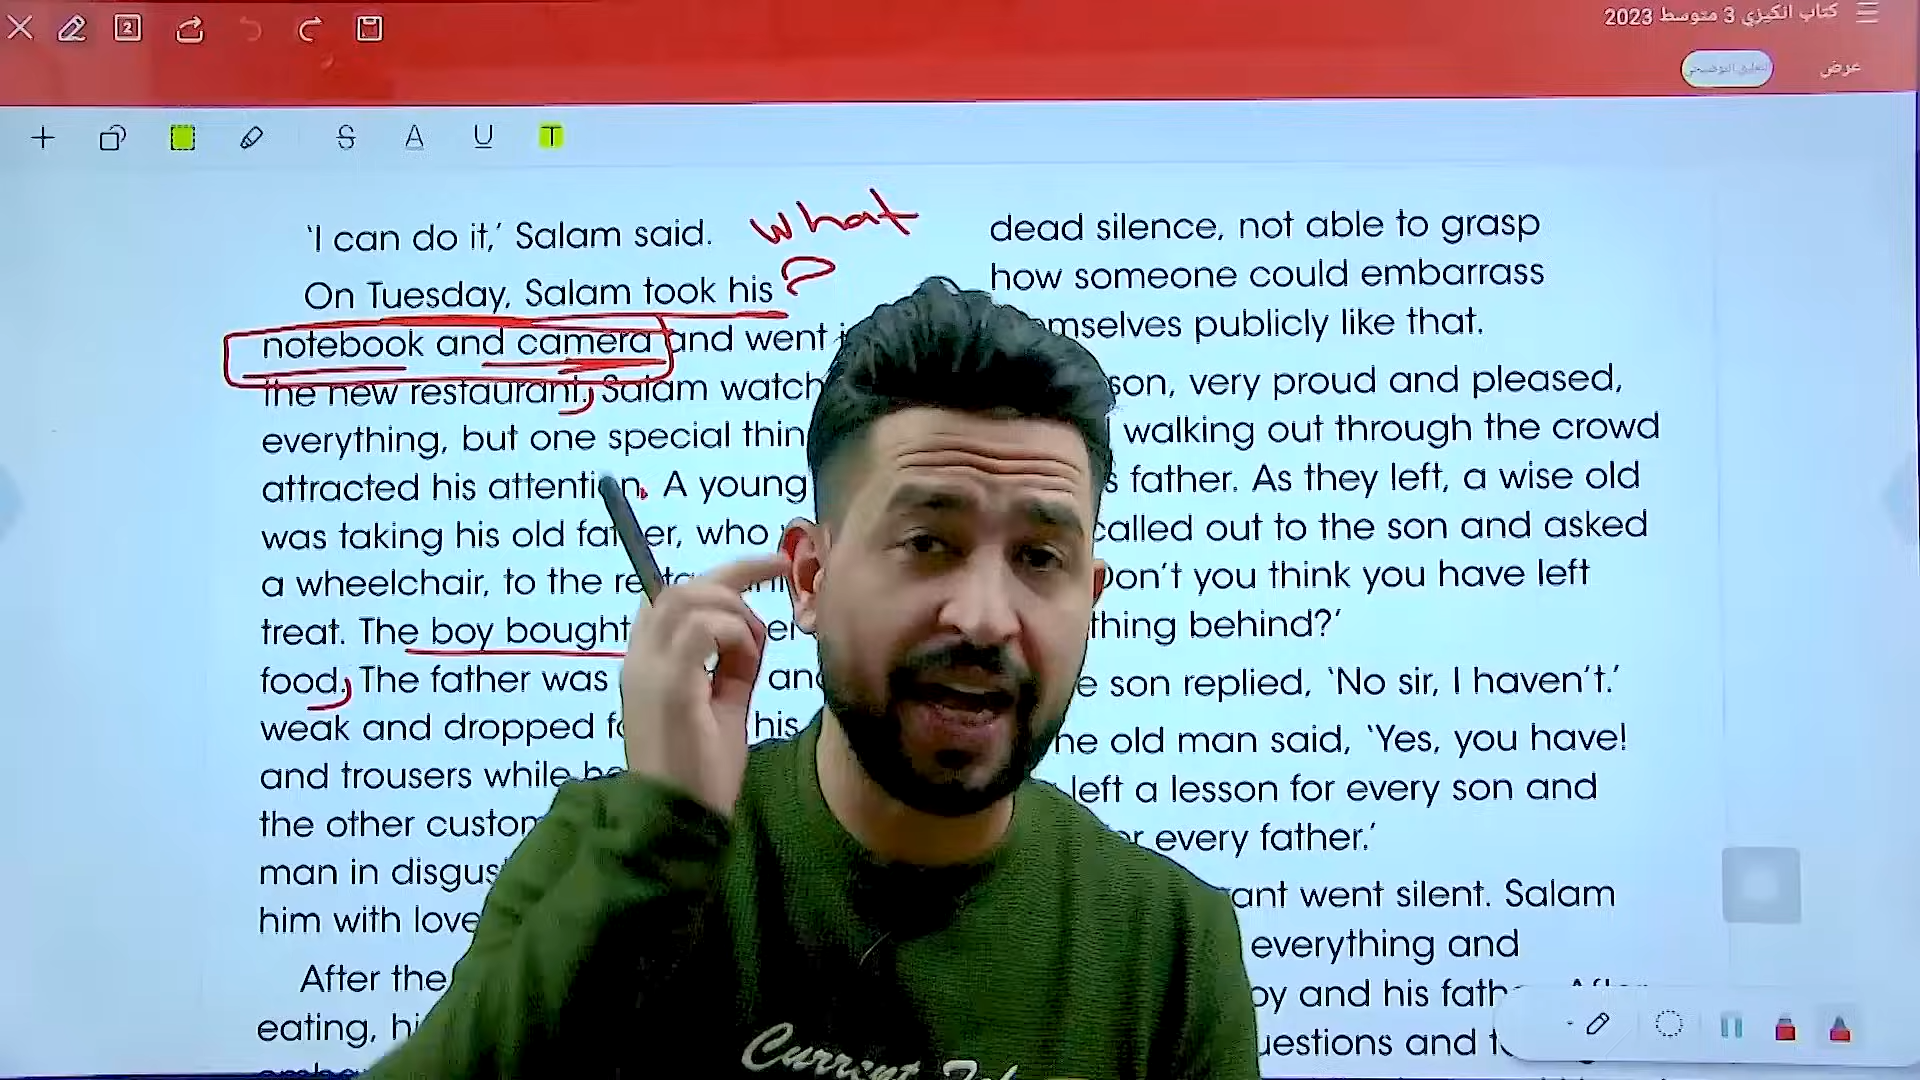 كتاب انكيزي 3 متوسط 2023
عرض
التعليق التوضيحي
2
S A U T
'I can do it,' Salam said.
what
?
On Tuesday, Salam took his
notebook and camera and went
the new restaurant. Salam watch
everything, but one special thin
attracted his attention. A young
was taking his old father, who
a wheelchair, to the
treat. The boy bought
food. The father was
weak and dropped his
and trousers while he
the other custom
man in disgus
him with love
After the
eating, hi
dead silence, not able to grasp
how someone could embarrass
mselves publicly like that.
son, very proud and pleased,
walking out through the crowd
s father. As they left, a wise old
called out to the son and asked
Don't you think you have left
thing behind?'
e son replied, 'No sir, I haven't.'
he old man said, 'Yes, you have!
left a lesson for every son and
or every father.'
ant went silent. Salam
everything and
oy and his fath
uestions and
Current